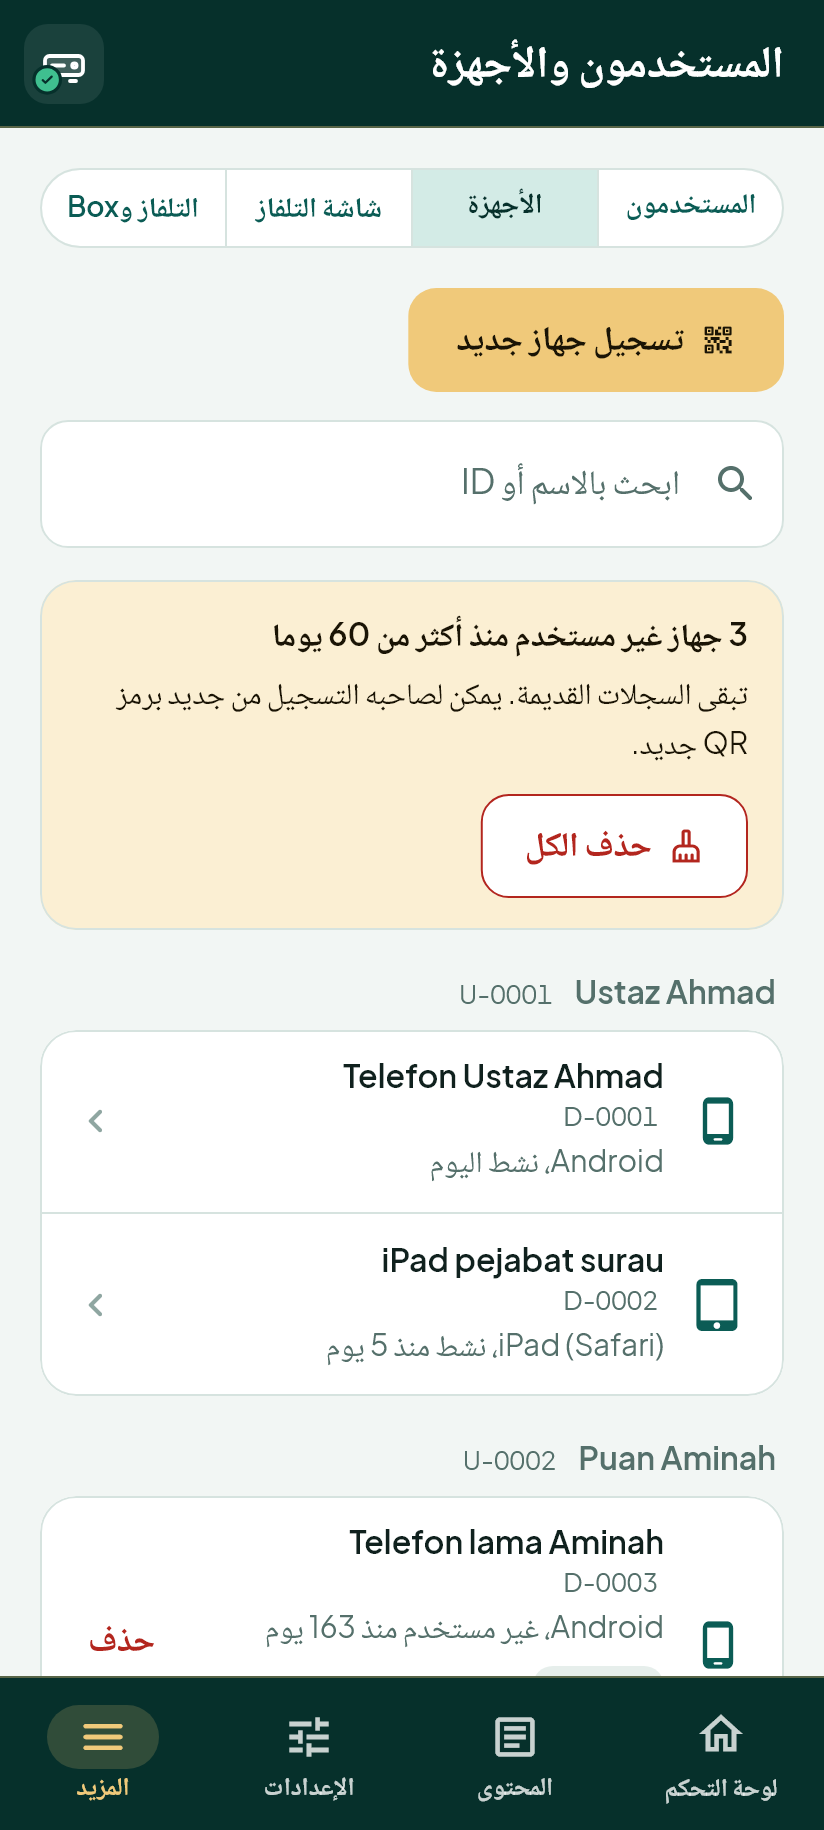 المستخدمون والأجهزة
المستخدمون
الأجهزة
شاشة التلفاز
التلفاز وBox
تسجيل جهاز جديد
ابحث بالاسم أو ID
3 جهاز غير مستخدم منذ أكثر من 60 يوما
تبقى السجلات القديمة. يمكن لصاحبه التسجيل من جديد برمز
QR جديد.
حذف الكل
Ustaz Ahmad U-0001
Telefon Ustaz Ahmad
D-0001
Android، نشط اليوم
iPad pejabat surau
D-0002
iPad (Safari)، نشط منذ 5 يوم
Puan Aminah U-0002
Telefon lama Aminah
D-0003
Android، غير مستخدم منذ 163 يوم
حذف
لوحة التحكم
المحتوى
الإعدادات
المزيد